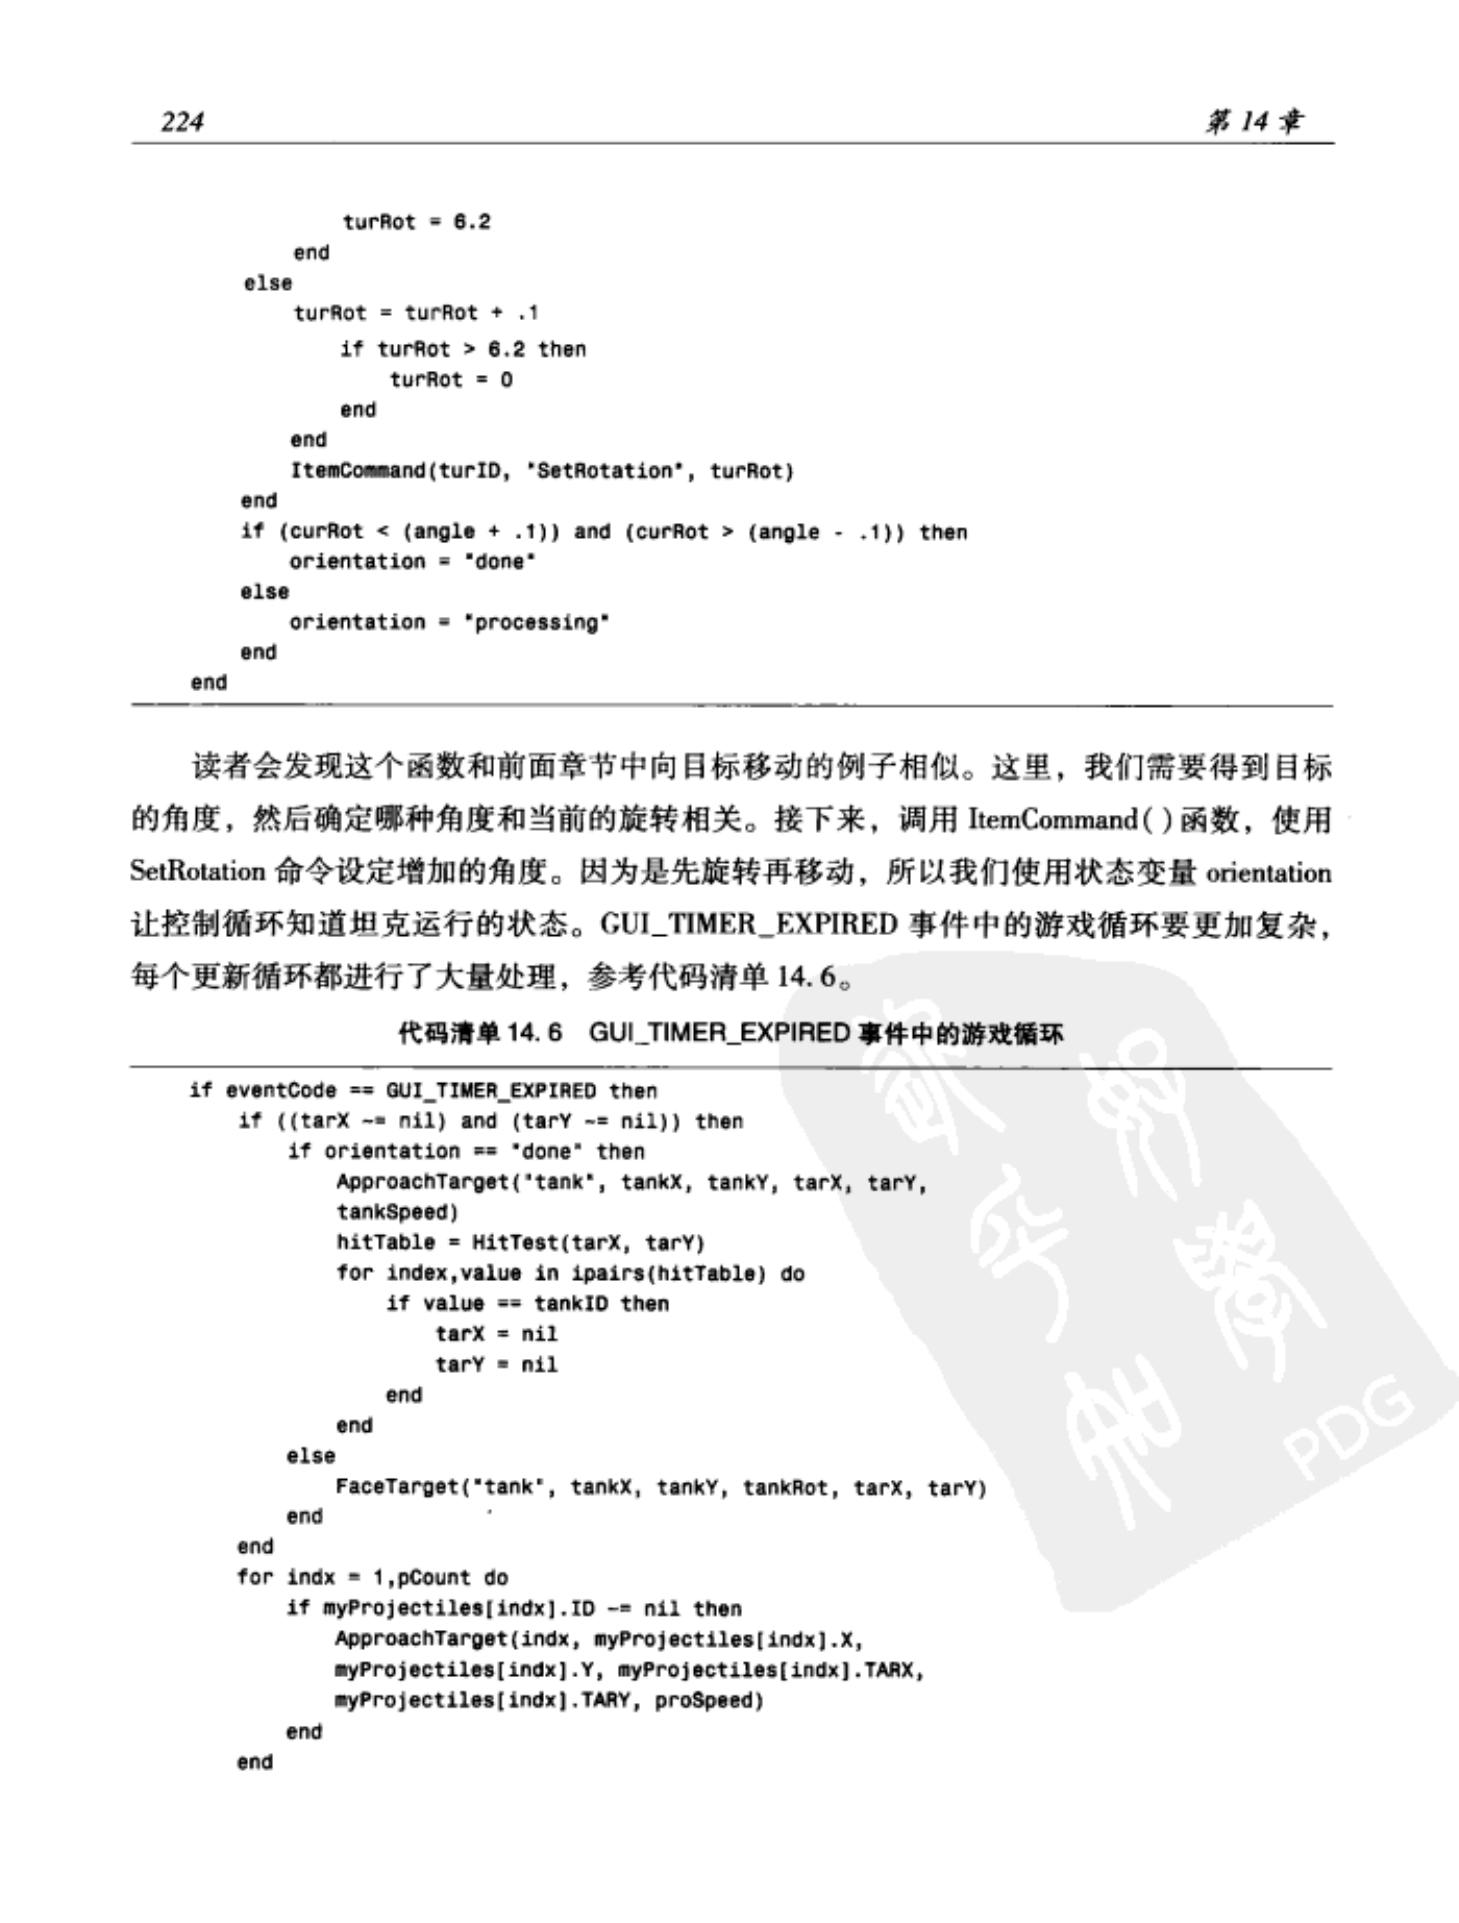 224
第 14 章
turRot = 6.2
end
else
turRot = turRot + .1
if turRot > 6.2 then
turRot = 0
end
end
ItemCommand(turID, "SetRotation", turRot)
end
if (curRot < (angle + .1)) and (curRot > (angle - .1)) then
orientation = "done"
else
orientation = "processing"
end
end
读者会发现这个函数和前面章节中向目标移动的例子相似。这里，我们需要得到目标
的角度，然后确定哪种角度和当前的旋转相关。接下来，调用 ItemCommand( ) 函数，使用
SetRotation 命令设定增加的角度。因为是先旋转再移动，所以我们使用状态变量 orientation
让控制循环知道坦克运行的状态。GUI_TIMER_EXPIRED 事件中的游戏循环要更加复杂，
每个更新循环都进行了大量处理，参考代码清单 14. 6。
代码清单 14. 6 GUI_TIMER_EXPIRED 事件中的游戏循环
if eventCode == GUI_TIMER_EXPIRED then
if ((tarX ~= nil) and (tarY ~= nil)) then
if orientation == "done" then
ApproachTarget("tank", tankX, tankY, tarX, tarY,
tankSpeed)
hitTable = HitTest(tarX, tarY)
for index,value in ipairs(hitTable) do
if value == tankID then
tarX = nil
tarY = nil
end
end
else
FaceTarget("tank", tankX, tankY, tankRot, tarX, tarY)
end
end
for indx = 1,pCount do
if myProjectiles[indx].ID ~= nil then
ApproachTarget(indx, myProjectiles[indx].X,
myProjectiles[indx].Y, myProjectiles[indx].TARX,
myProjectiles[indx].TARY, proSpeed)
end
end
PDG